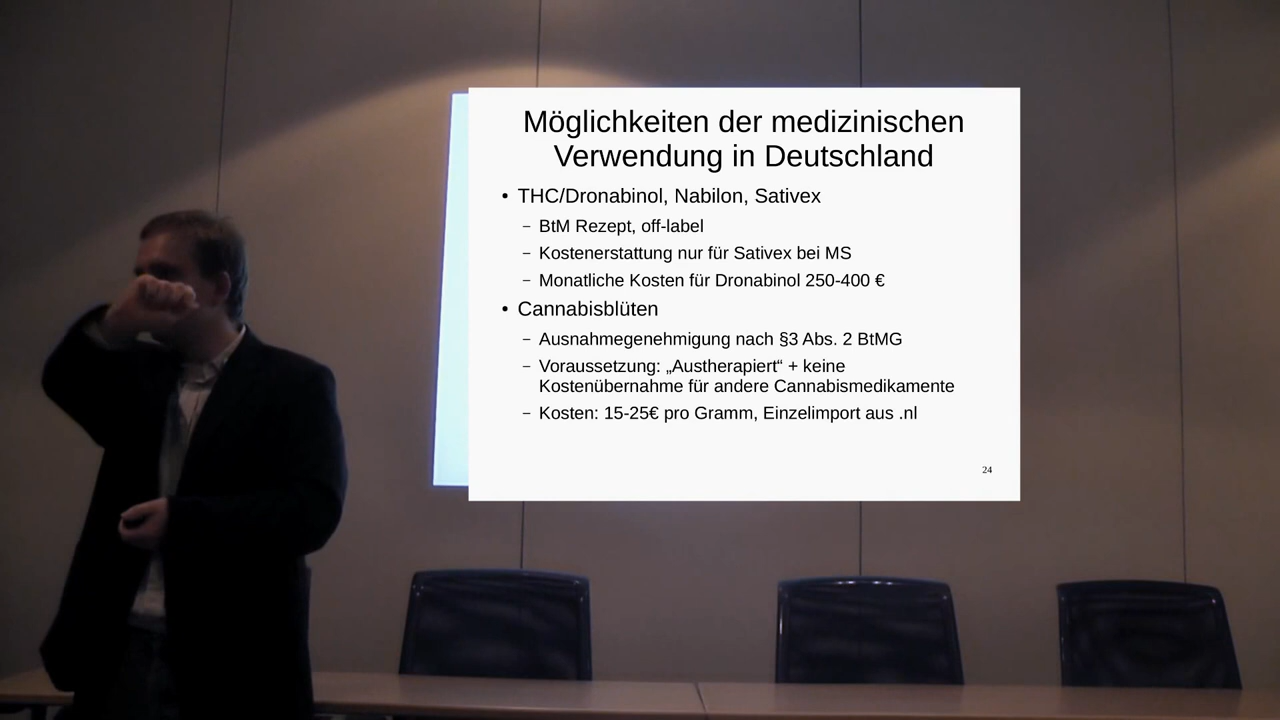 Möglichkeiten der medizinischen
Verwendung in Deutschland
• THC/Dronabinol, Nabilon, Sativex
– BtM Rezept, off-label
– Kostenerstattung nur für Sativex bei MS
– Monatliche Kosten für Dronabinol 250-400 €
• Cannabisblüten
– Ausnahmegenehmigung nach §3 Abs. 2 BtMG
– Voraussetzung: „Austherapiert“ + keine
Kostenübernahme für andere Cannabismedikamente
– Kosten: 15-25€ pro Gramm, Einzelimport aus .nl
24